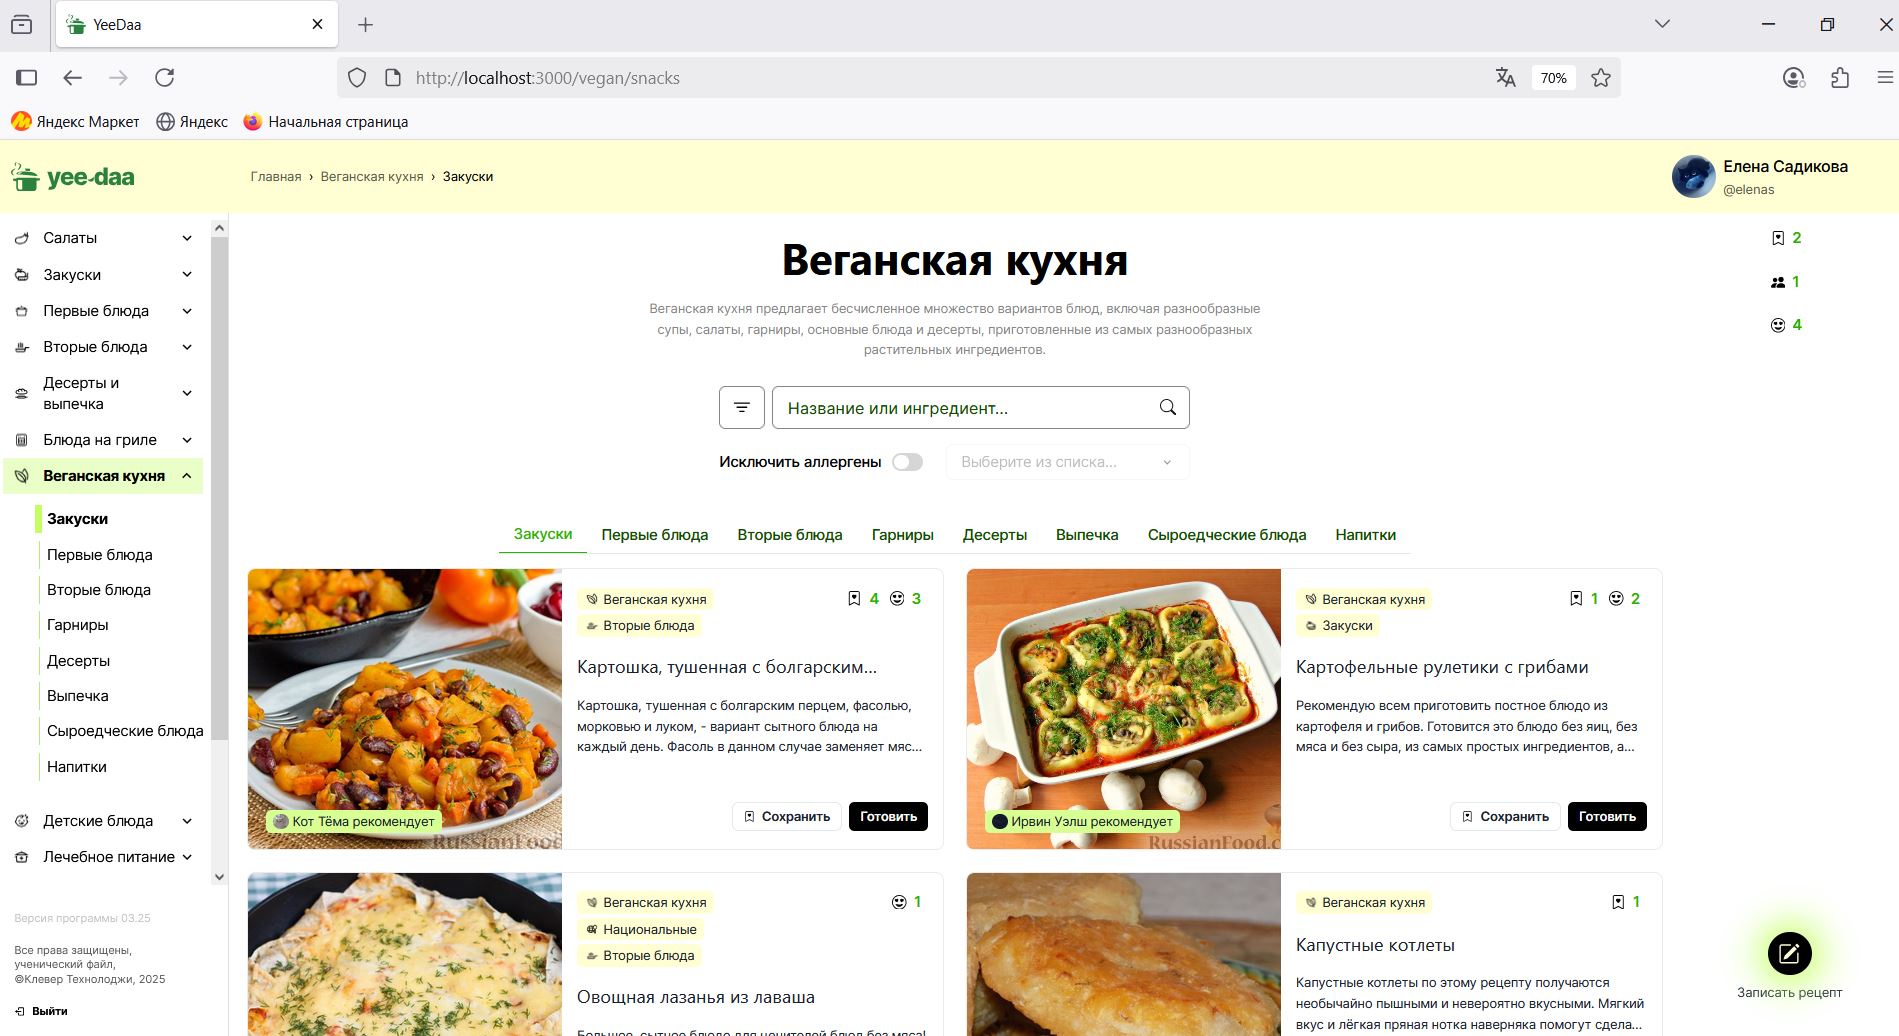 YeeDaa
http://localhost:3000/vegan/snacks
70%
Яндекс Маркет
Яндекс
Начальная страница
yee-daa
Главная › Веганская кухня › Закуски
Елена Садикова
@elenas
Салаты
Закуски
Первые блюда
Вторые блюда
Десерты и
выпечка
Блюда на гриле
Веганская кухня
Закуски
Первые блюда
Вторые блюда
Гарниры
Десерты
Выпечка
Сыроедческие блюда
Напитки
Детские блюда
Лечебное питание
Версия программы 03.25
Все права защищены,
ученический файл,
©Клевер Технолоджи, 2025
Выйти
Веганская кухня
Веганская кухня предлагает бесчисленное множество вариантов блюд, включая разнообразные
супы, салаты, гарниры, основные блюда и десерты, приготовленные из самых разнообразных
растительных ингредиентов.
Название или ингредиент...
Исключить аллергены
Выберите из списка...
2
1
4
Закуски Первые блюда Вторые блюда Гарниры Десерты Выпечка Сыроедческие блюда Напитки
Веганская кухня
4 3
Вторые блюда
Картошка, тушенная с болгарским...
Картошка, тушенная с болгарским перцем, фасолью,
морковью и луком, - вариант сытного блюда на
каждый день. Фасоль в данном случае заменяет мяс...
Кот Тёма рекомендует
RussianFood
Сохранить
Готовить
Веганская кухня
1 2
Закуски
Картофельные рулетики с грибами
Рекомендую всем приготовить постное блюдо из
картофеля и грибов. Готовится это блюдо без яиц, без
мяса и без сыра, из самых простых ингредиентов, а...
Ирвин Уэлш рекомендует
RussianFood.c
Сохранить
Готовить
Веганская кухня
1
Национальные
Вторые блюда
Овощная лазанья из лаваша
Большое, сытное блюдо для ценителей блюд без мяса!
Веганская кухня
1
Капустные котлеты
Капустные котлеты по этому рецепту получаются
необычайно пышными и невероятно вкусными. Мягкий
вкус и лёгкая пряная нотка наверняка помогут сдела...
Записать рецепт